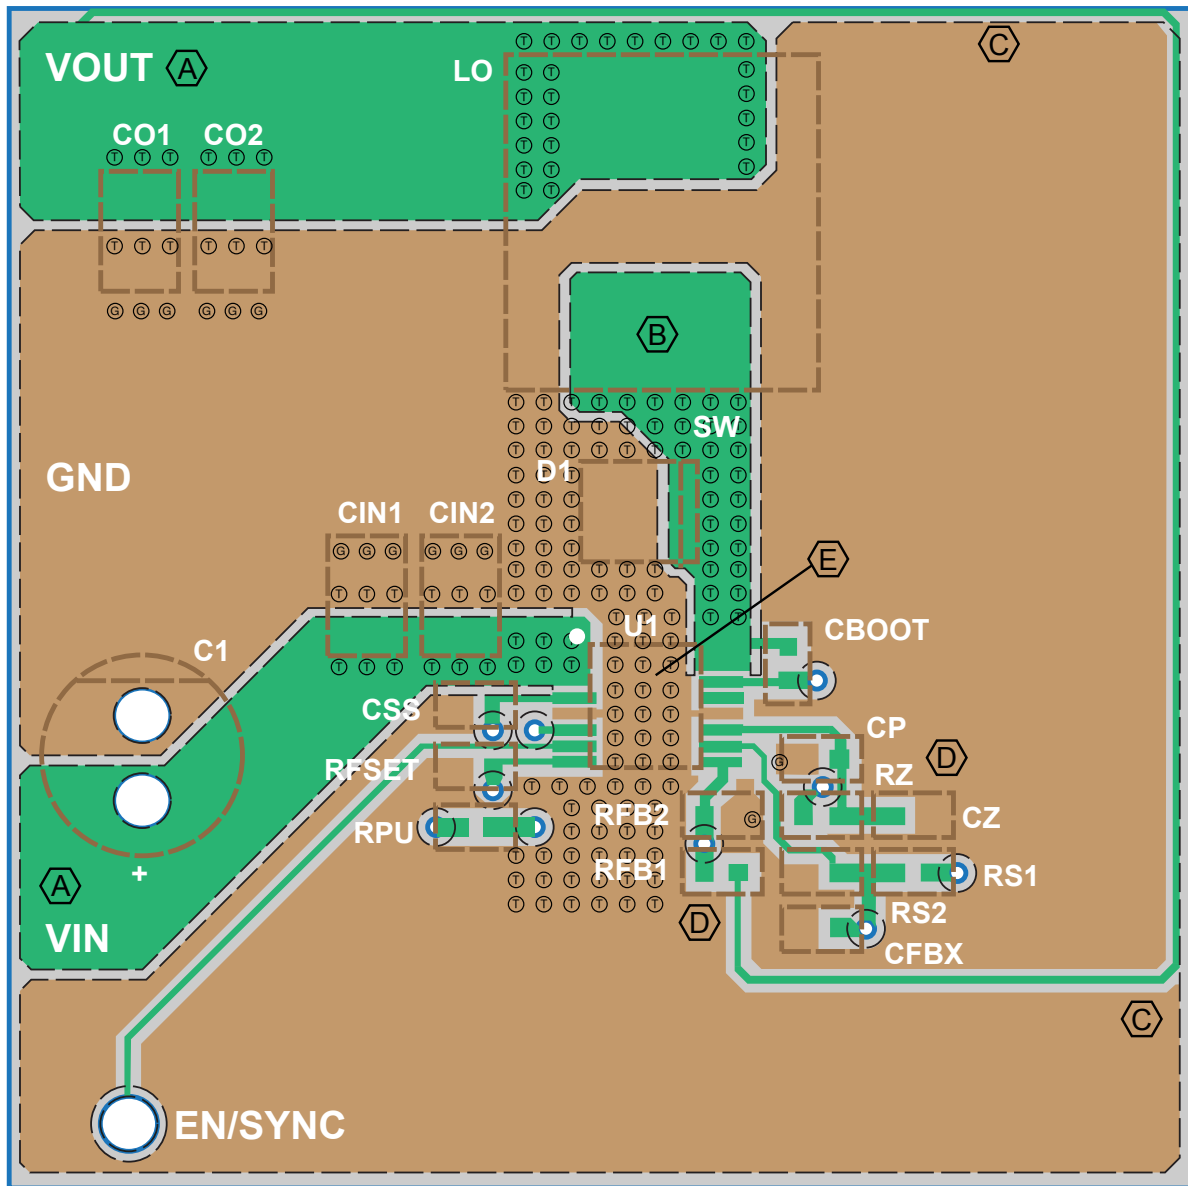 VOUT A
LO
C
CO1 CO2
B
SW
GND
D1
CIN1 CIN2
E
U1
CBOOT
C1
CSS
CP
RFSET
RZ
D
RPU
RFB2
CZ
+
RFB1
RS1
A
D
RS2
VIN
CFBX
C
EN/SYNC